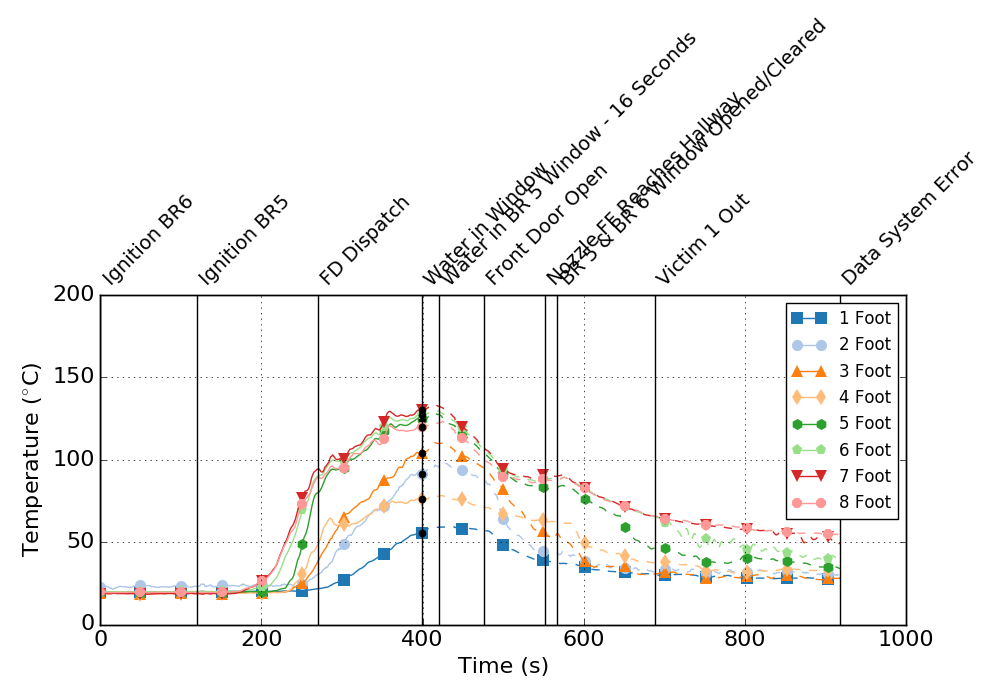 Ignition BR6
Ignition BR5
FD Dispatch
Water in Window
Water in BR 5 Window - 16 Seconds
Front Door Open
Nozzle FF Reaches Hallway
BR 5 & BR 6 Window Opened/Cleared
Victim 1 Out
Data System Error
200
150
100
50
0
Temperature (°C)
0
200
400
600
800
1000
Time (s)
1 Foot
2 Foot
3 Foot
4 Foot
5 Foot
6 Foot
7 Foot
8 Foot